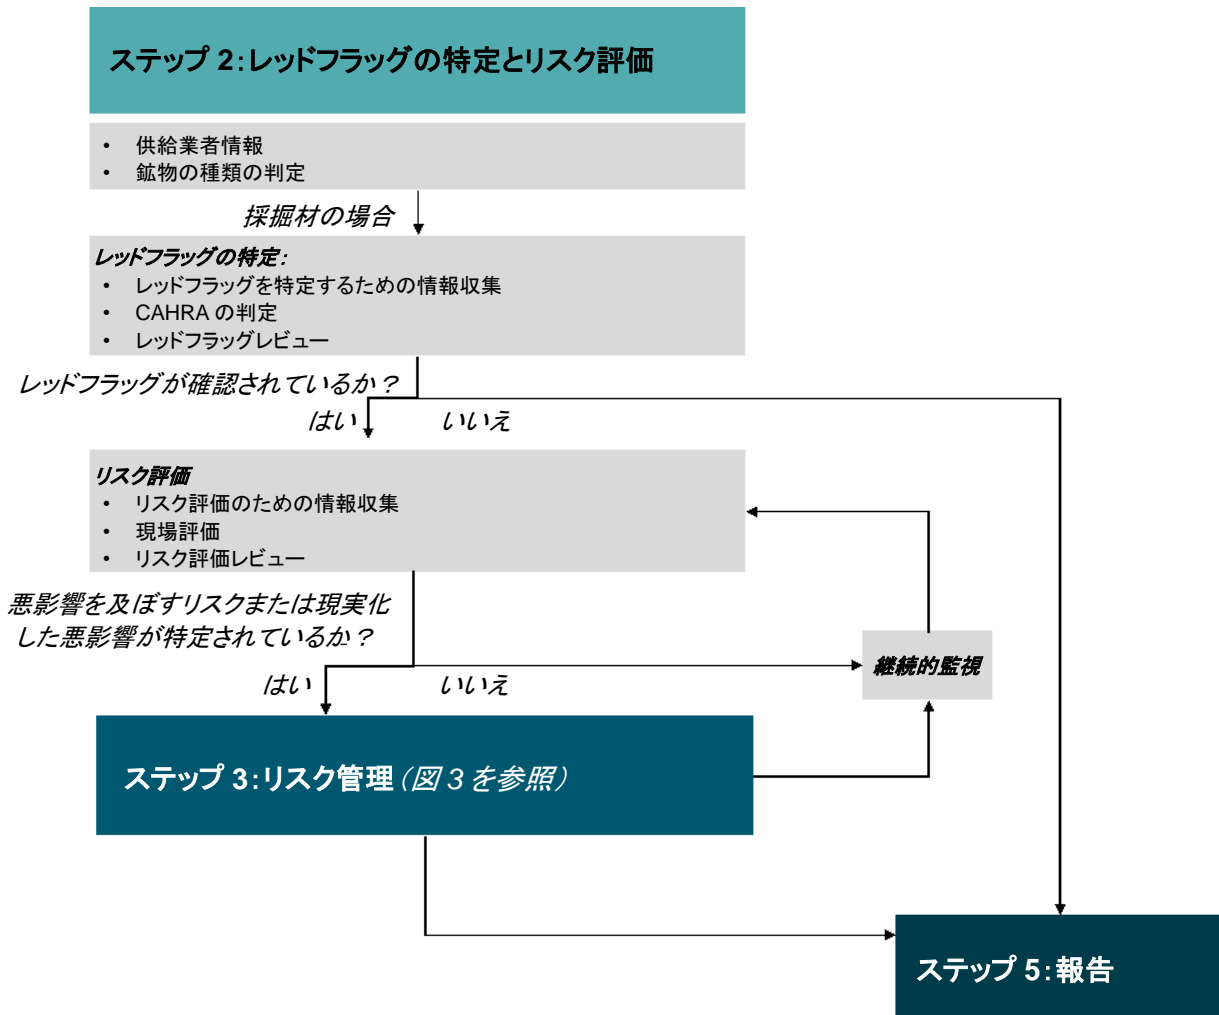 ステップ 2：レッドフラッグの特定とリスク評価
• 供給業者情報
• 鉱物の種類の判定
採掘材の場合
レッドフラッグの特定：
• レッドフラッグを特定するための情報収集
• CAHRA の判定
• レッドフラッグレビュー
レッドフラッグが確認されているか？
はい
いいえ
リスク評価
• リスク評価のための情報収集
• 現場評価
• リスク評価レビュー
悪影響を及ぼすリスクまたは現実化
した悪影響が特定されているか？
継続的監視
はい
いいえ
ステップ 3：リスク管理（図 3 を参照）
ステップ 5：報告